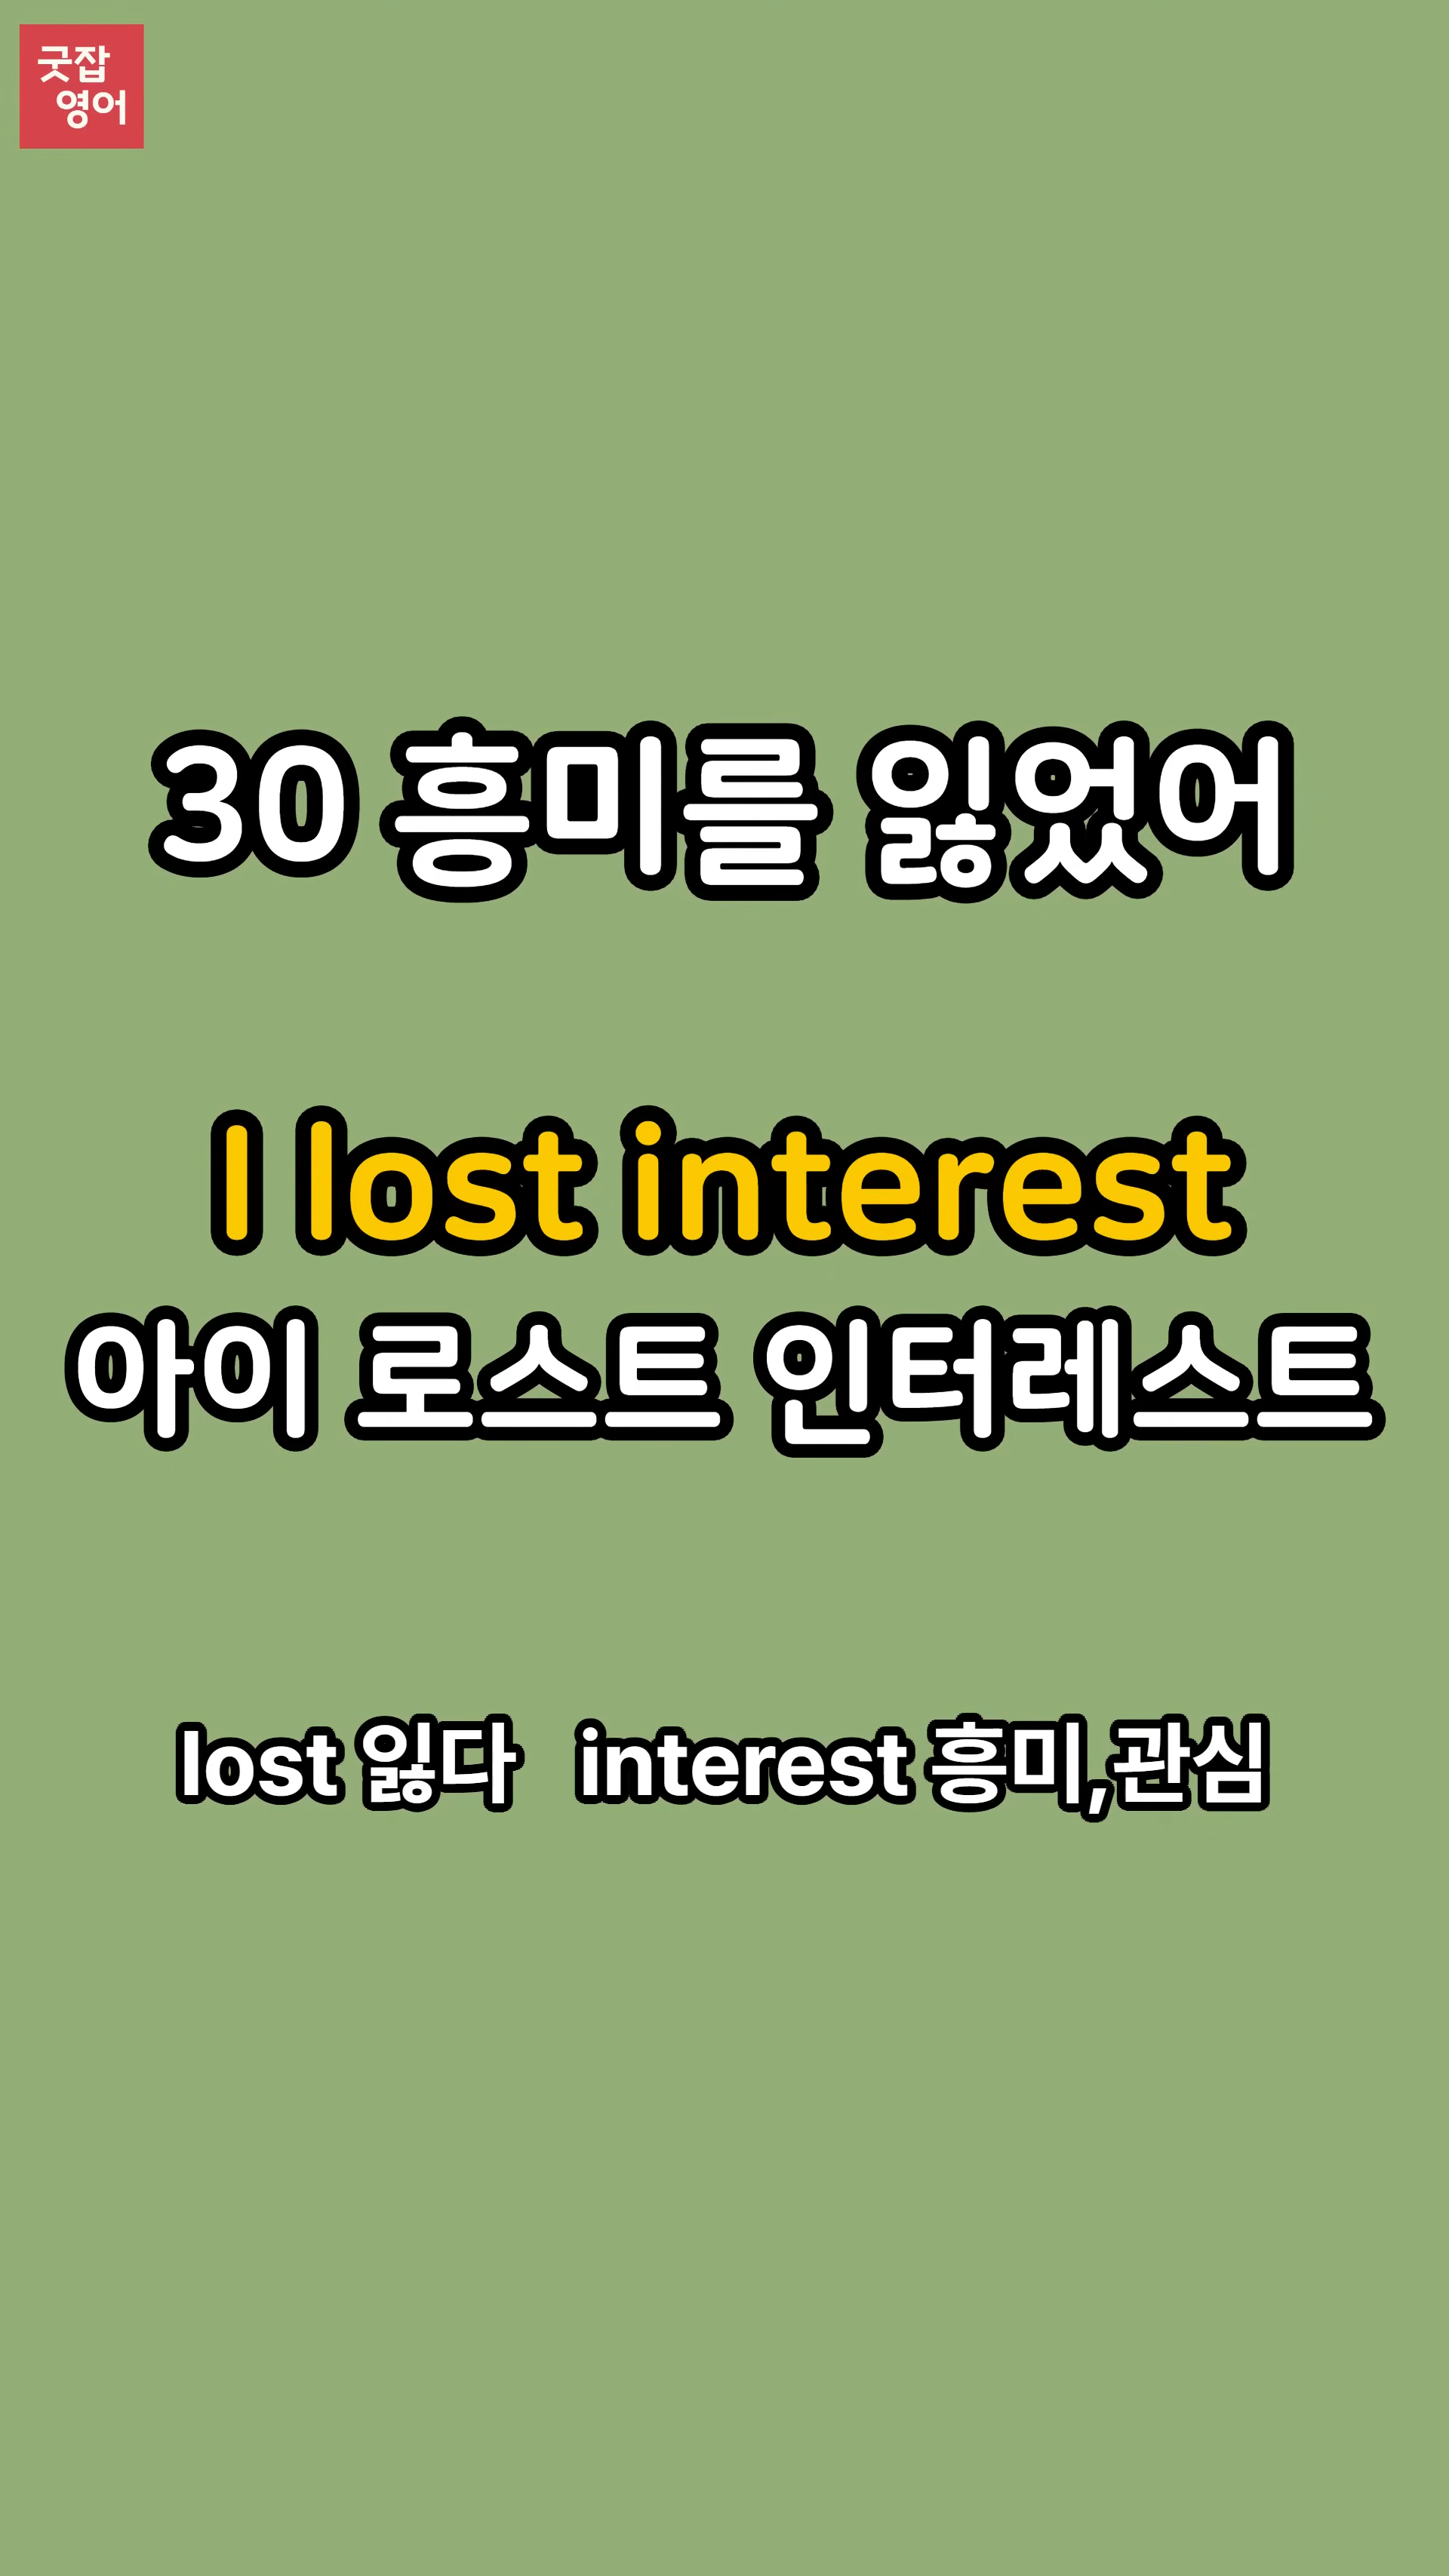 굿잡
영어
30 흥미를 잃었어
I lost interest
아이 로스트 인터레스트
lost 잃다 interest 흥미,관심